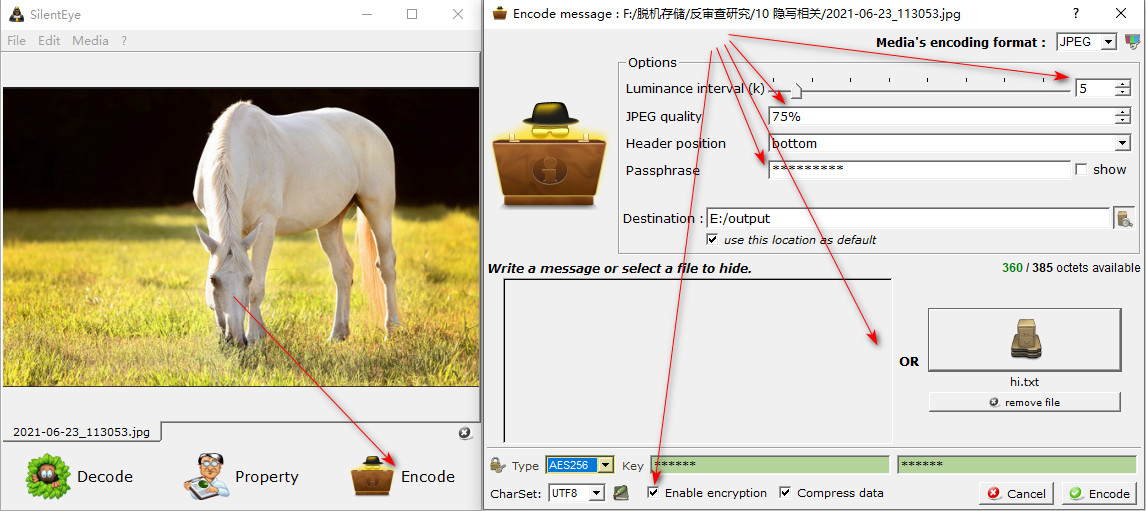 SilentEye
File Edit Media ?
2021-06-23_113053.jpg
Decode
Property
Encode
Encode message : F:/脱机存储/反审查研究/10 隐写相关/2021-06-23_113053.jpg
Media's encoding format : JPEG
Options
Luminance interval (k) 5
JPEG quality 75%
Header position bottom
Passphrase ********* show
Destination : E:/output
use this location as default
Write a message or select a file to hide. 360 / 385 octets available
OR
hi.txt
remove file
Type AES256 Key ****** ******
CharSet: UTF8 Enable encryption Compress data Cancel Encode